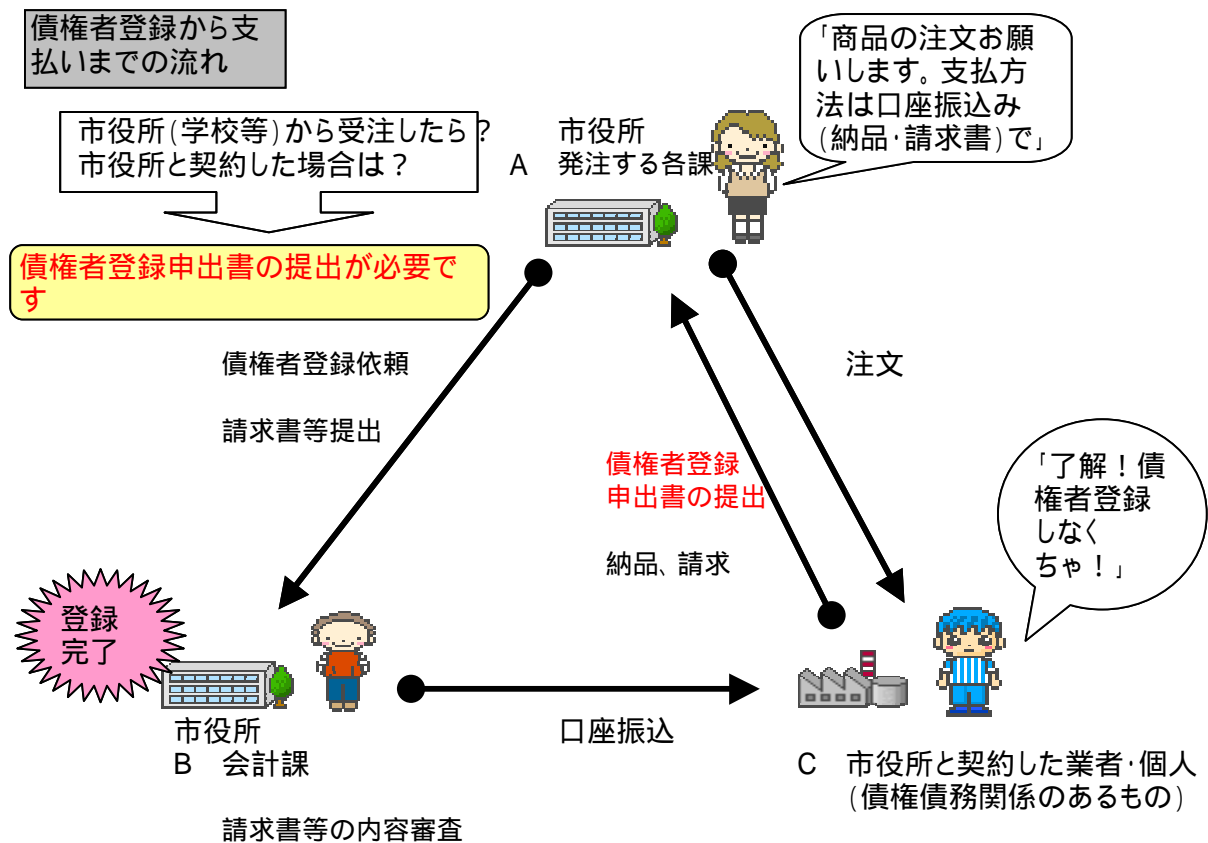 債権者登録から支
払いまでの流れ
「商品の注文お願
いします。支払方
法は口座振込み
(納品・請求書)で」
市役所(学校等)から受注したら？
市役所と契約した場合は？
市役所
A 発注する各課
債権者登録申出書の提出が必要で
す
債権者登録依頼
請求書等提出
注文
債権者登録
申出書の提出
納品、請求
「了解！債
権者登録
しなく
ちゃ！」
登録
完了
市役所
B 会計課
請求書等の内容審査
口座振込
C 市役所と契約した業者・個人
(債権債務関係のあるもの)